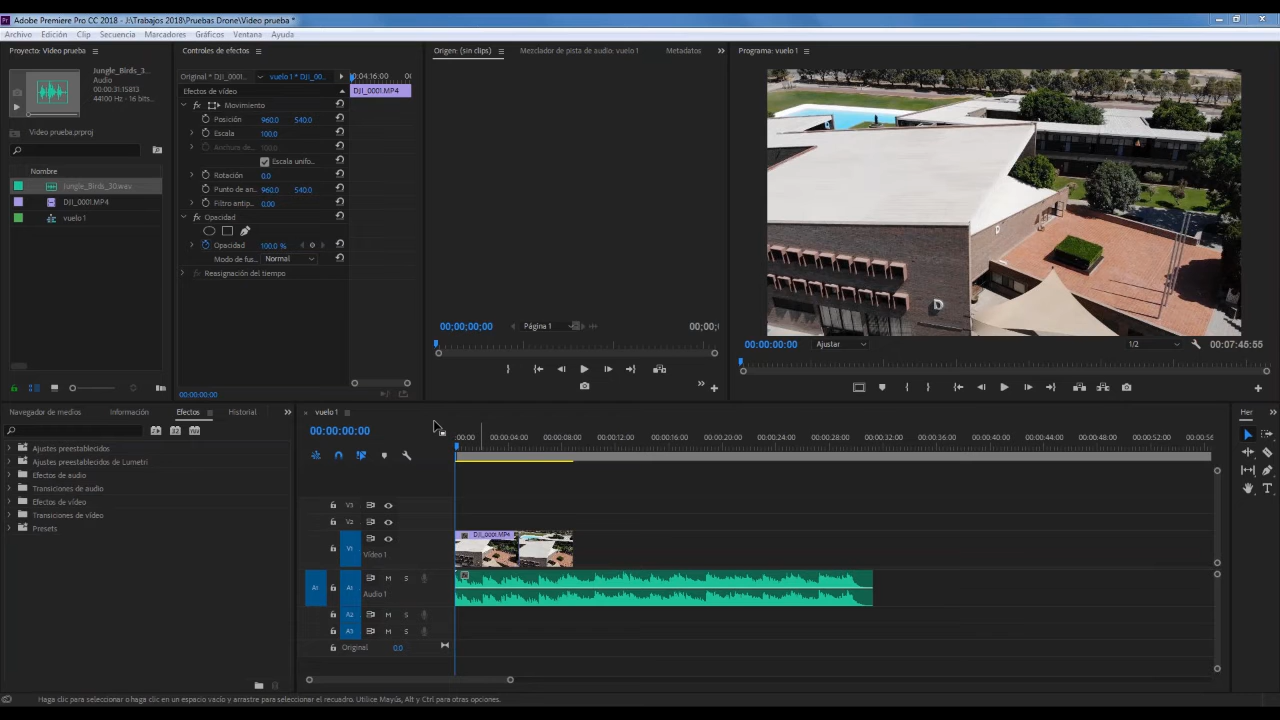 Adobe Premiere Pro CC 2018 - J:\Trabajos 2018\Pruebas Drone\Video prueba *
Archivo Edición Clip Secuencia Marcadores Gráficos Ventana Ayuda
Proyecto: Video prueba
Controles de efectos
Origen: (sin clips)
Mezclador de pista de audio: vuelo 1
Metadatos
Programa: vuelo 1
Jungle_Birds_3...
Audio
00:00:31:15813
44100 Hz - 16 bits...
Video prueba.prproj
Nombre
Jungle_Birds_30.wav
DJI_0001.MP4
vuelo 1
Original * DJI_0001...
vuelo 1 * DJI_00...
Efectos de vídeo
DJI_0001.MP4
Movimiento
Posición 960,0 540,0
Escala 100,0
100,0
Escala unifo...
Rotación 0,0
Punto de an... 960,0 540,0
Filtro antip... 0,00
Opacidad
Opacidad 100,0 %
Modo de fus... Normal
Reasignación del tiempo
00:00:00:00
00;00;00;00
Página 1
00;00;0
D
D
00:00:00:00
Ajustar
1/2
00:07:45:55
Navegador de medios
Información
Efectos
Historial
Ajustes preestablecidos
Ajustes preestablecidos de Lumetri
Efectos de audio
Transiciones de audio
Efectos de vídeo
Transiciones de vídeo
Presets
vuelo 1
00:00:00:00
:00:00 00:00:04:00 00:00:08:00 00:00:12:00 00:00:16:00 00:00:20:00 00:00:24:00 00:00:28:00 00:00:32:00 00:00:36:00 00:00:40:00 00:00:44:00 00:00:48:00 00:00:52:00
V3
V2
V1
Vídeo 1
DJI_0001.MP4
A1 A1 M S
Audio 1
A2 M S
A3 M S
Original 0,0
Her
Haga clic para seleccionar o haga clic en un espacio vacío y arrastre para seleccionar el recuadro. Utilice Mayús, Alt y Ctrl para otras opciones.